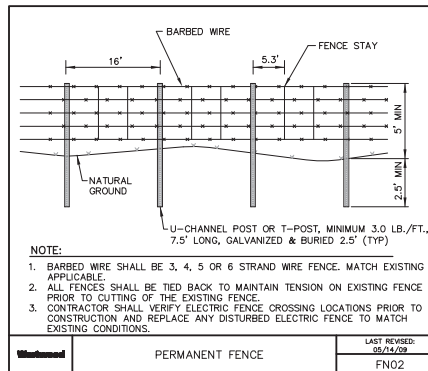 BARBED WIRE
16'
5.3'
FENCE STAY
5' MIN
2.5' MIN
NATURAL
GROUND
U-CHANNEL POST OR T-POST, MINIMUM 3.0 LB./FT.,
7.5' LONG, GALVANIZED & BURIED 2.5' (TYP)
NOTE:
1. BARBED WIRE SHALL BE 3, 4, 5 OR 6 STRAND WIRE FENCE. MATCH EXISTING
APPLICABLE.
2. ALL FENCES SHALL BE TIED BACK TO MAINTAIN TENSION ON EXISTING FENCE
PRIOR TO CUTTING OF THE EXISTING FENCE.
3. CONTRACTOR SHALL VERIFY ELECTRIC FENCE CROSSING LOCATIONS PRIOR TO
CONSTRUCTION AND REPLACE ANY DISTURBED ELECTRIC FENCE TO MATCH
EXISTING CONDITIONS.
Westwood
PERMANENT FENCE
LAST REVISED:
05/14/09
FN02